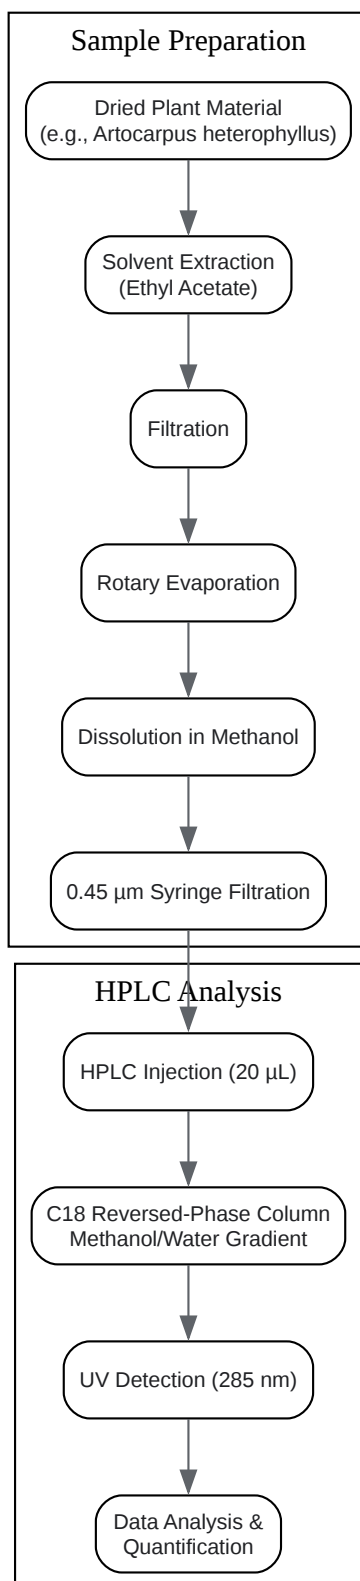 Sample Preparation
Dried Plant Material
(e.g., Artocarpus heterophyllus)
Solvent Extraction
(Ethyl Acetate)
Filtration
Rotary Evaporation
Dissolution in Methanol
0.45 µm Syringe Filtration
HPLC Analysis
HPLC Injection (20 µL)
C18 Reversed-Phase Column
Methanol/Water Gradient
UV Detection (285 nm)
Data Analysis &
Quantification